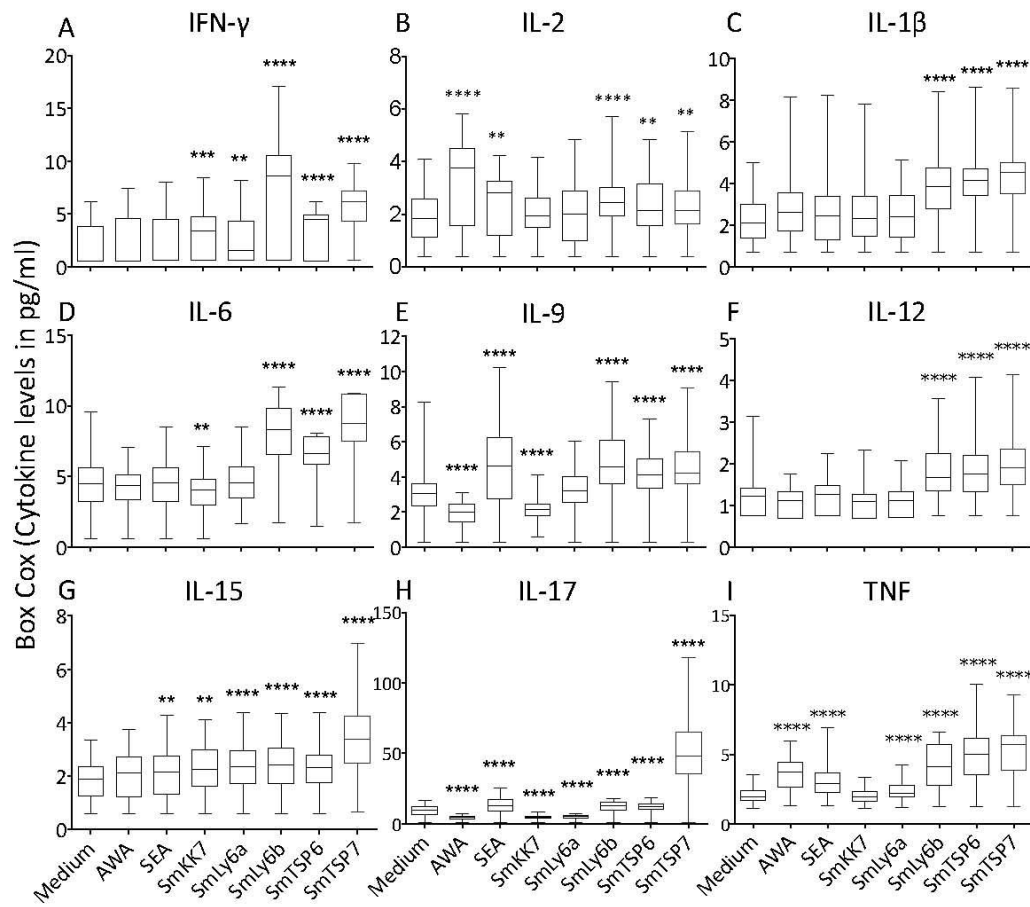 A IFN-γ
20
15
10
5
0
*** ** **** **** ****
B IL-2
8
6
4
2
0
**** ** **** ** **
C IL-1β
10
8
6
4
2
0
**** **** ****
D IL-6
15
10
5
0
** **** **** ****
E IL-9
12
10
8
6
4
2
0
**** **** **** **** **** ****
F IL-12
5
4
3
2
1
0
**** **** ****
G IL-15
8
6
4
2
0
** ** **** **** **** ****
H IL-17
150
100
50
0
**** **** **** **** **** **** ****
I TNF
15
10
5
0
**** **** **** **** **** ****
Box Cox (Cytokine levels in pg/ml)
Medium
AWA
SEA
SmKK7
SmLy6a
SmLy6b
SmTSP6
SmTSP7
Medium
AWA
SEA
SmKK7
SmLy6a
SmLy6b
SmTSP6
SmTSP7
Medium
AWA
SEA
SmKK7
SmLy6a
SmLy6b
SmTSP6
SmTSP7